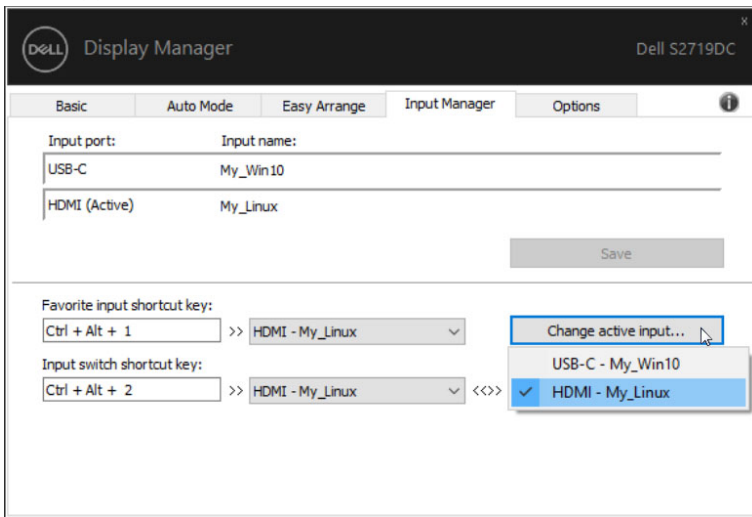 x
DELL Display Manager Dell S2719DC
Basic Auto Mode Easy Arrange Input Manager Options i
Input port: Input name:
USB-C My_Win10
HDMI (Active) My_Linux
Save
Favorite input shortcut key:
Ctrl + Alt + 1 >> HDMI - My_Linux Change active input...
Input switch shortcut key:
USB-C - My_Win10
Ctrl + Alt + 2 >> HDMI - My_Linux <<>> HDMI - My_Linux